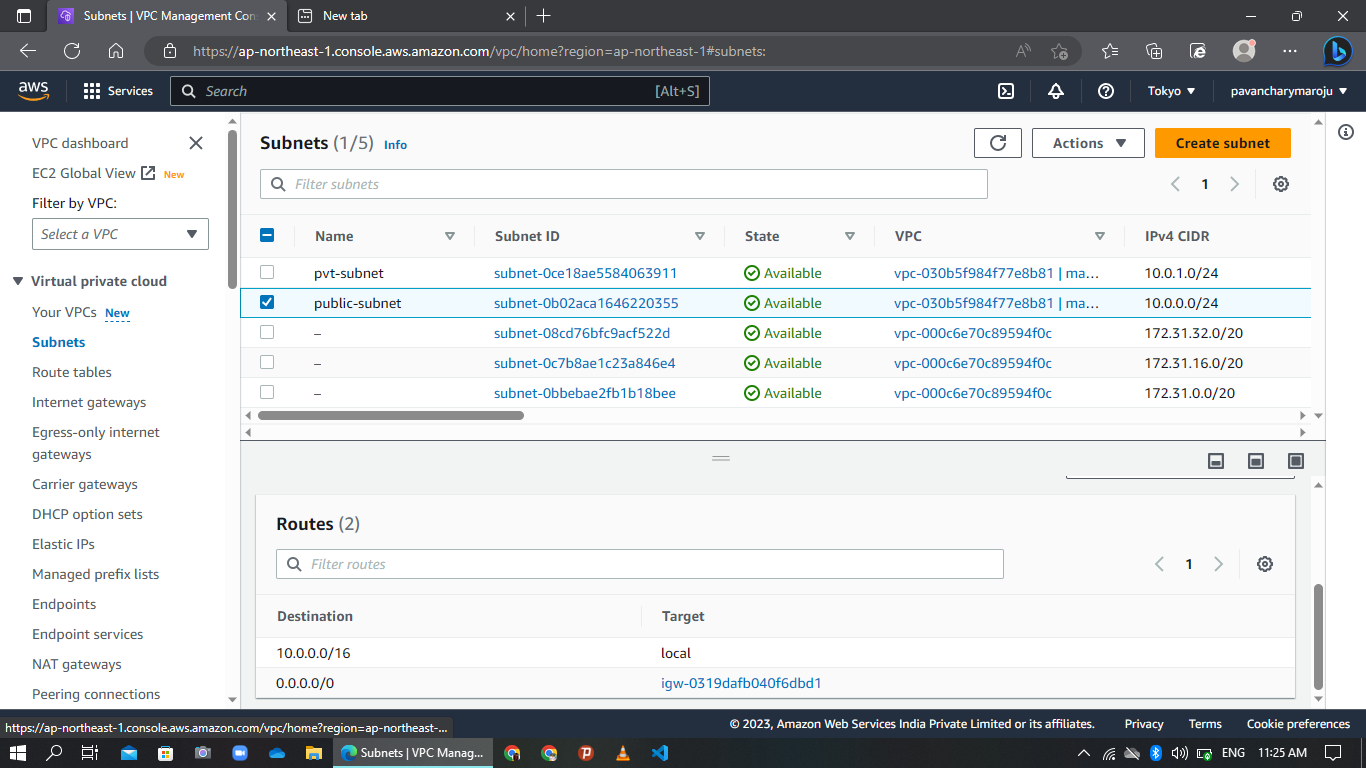 Subnets | VPC Management Con
New tab
https://ap-northeast-1.console.aws.amazon.com/vpc/home?region=ap-northeast-1#subnets:
aws
Services
Search
[Alt+S]
Tokyo
pavancharymaroju
VPC dashboard
EC2 Global View New
Filter by VPC:
Select a VPC
Virtual private cloud
Your VPCs New
Subnets
Route tables
Internet gateways
Egress-only internet
gateways
Carrier gateways
DHCP option sets
Elastic IPs
Managed prefix lists
Endpoints
Endpoint services
NAT gateways
Peering connections
Subnets (1/5) Info
Actions
Create subnet
Filter subnets
1
Name Subnet ID State VPC IPv4 CIDR
pvt-subnet subnet-0ce18ae5584063911 Available vpc-030b5f984f77e8b81 | ma... 10.0.1.0/24
public-subnet subnet-0b02aca1646220355 Available vpc-030b5f984f77e8b81 | ma... 10.0.0.0/24
– subnet-08cd76bfc9acf522d Available vpc-000c6e70c89594f0c 172.31.32.0/20
– subnet-0c7b8ae1c23a846e4 Available vpc-000c6e70c89594f0c 172.31.16.0/20
– subnet-0bbebae2fb1b18bee Available vpc-000c6e70c89594f0c 172.31.0.0/20
Routes (2)
Filter routes
1
Destination Target
10.0.0.0/16 local
0.0.0.0/0 igw-0319dafb040f6dbd1
https://ap-northeast-1.console.aws.amazon.com/vpc/home?region=ap-northeast-...
© 2023, Amazon Web Services India Private Limited or its affiliates.
Privacy
Terms
Cookie preferences
Subnets | VPC Manag...
ENG
11:25 AM